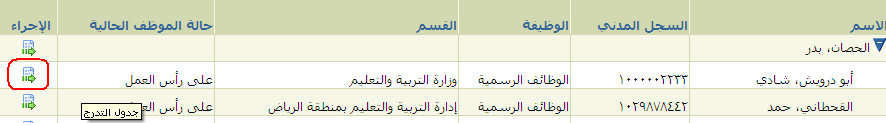 الاسم السجل المدني الوظيفة القسم حالة الموظف الحالية الإجراء
الحصان، بدر
أبو درويش، شادي ١٠٠٠٠٠٢٢٣٣ الوظائف الرسمية وزارة التربية والتعليم على رأس العمل
القحطاني، حمد ١٠٢٩٨٧٨٤٤٢ الوظائف الرسمية إدارة التربية والتعليم بمنطقة الرياض على رأس
جدول التدرج